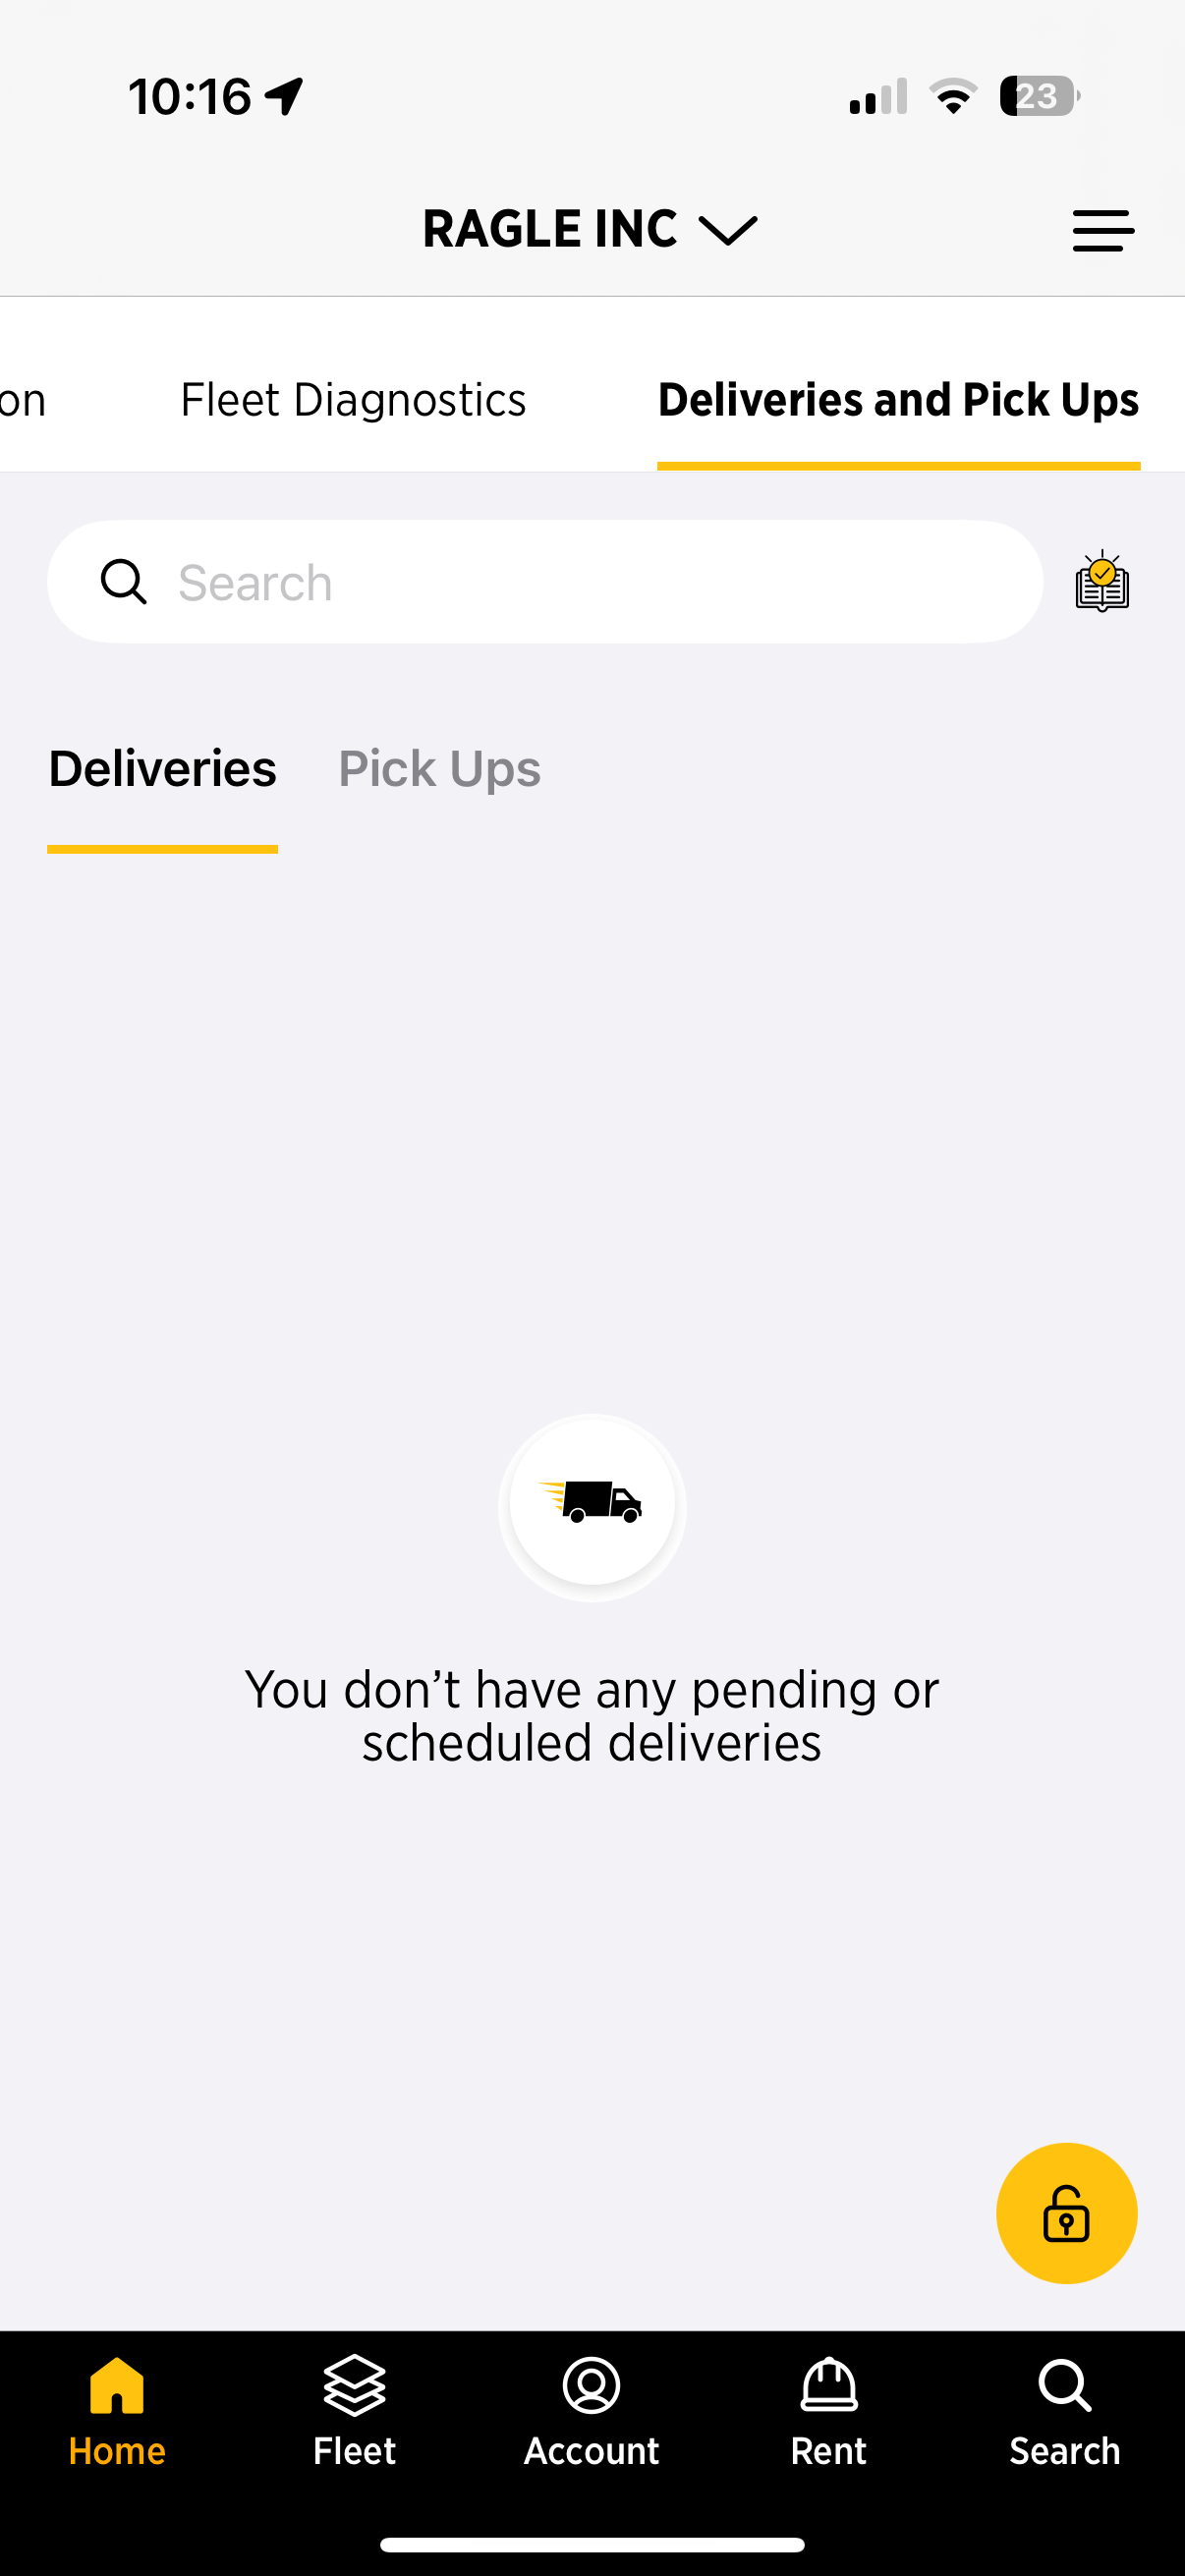 10:16
23
RAGLE INC
on
Fleet Diagnostics
Deliveries and Pick Ups
Search
Deliveries
Pick Ups
You don’t have any pending or
scheduled deliveries
Home
Fleet
Account
Rent
Search